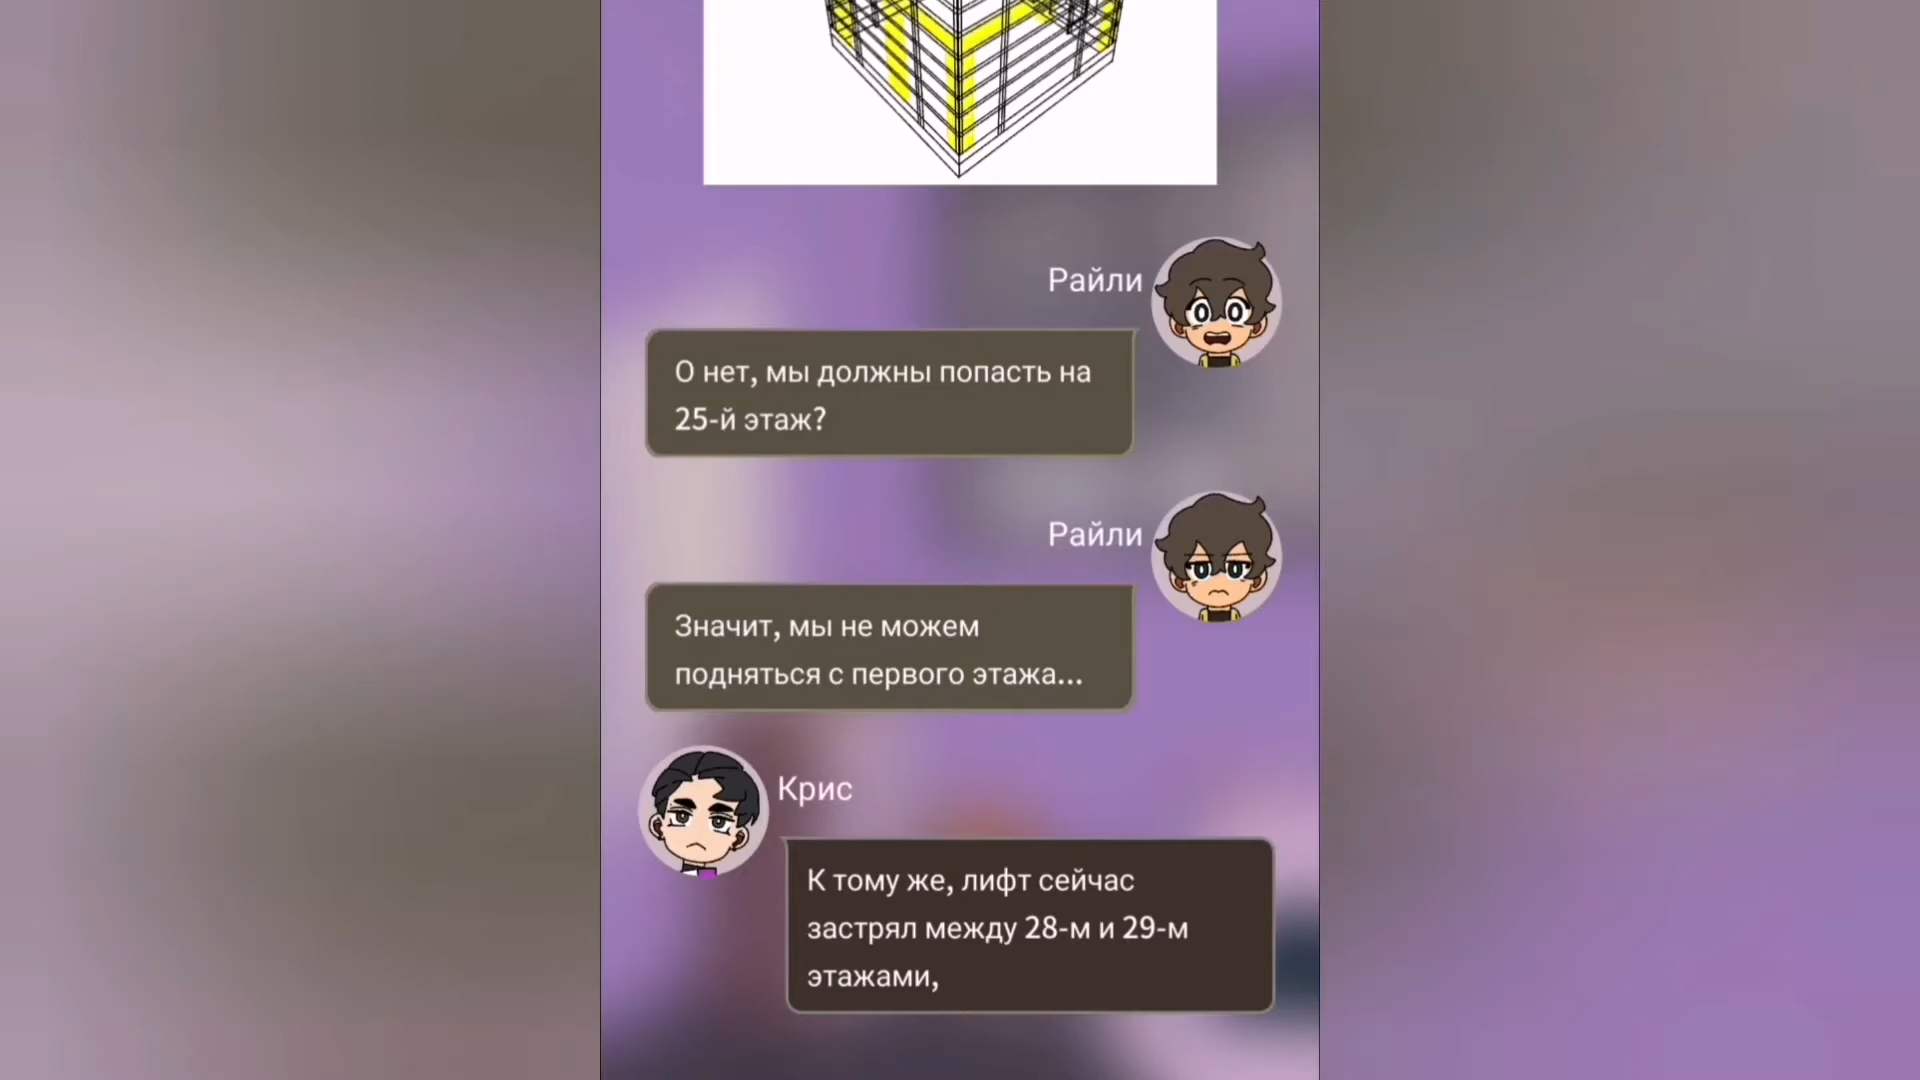 Райли
О нет, мы должны попасть на
25-й этаж?
Райли
Значит, мы не можем
подняться с первого этажа...
Крис
К тому же, лифт сейчас
застрял между 28-м и 29-м
этажами,